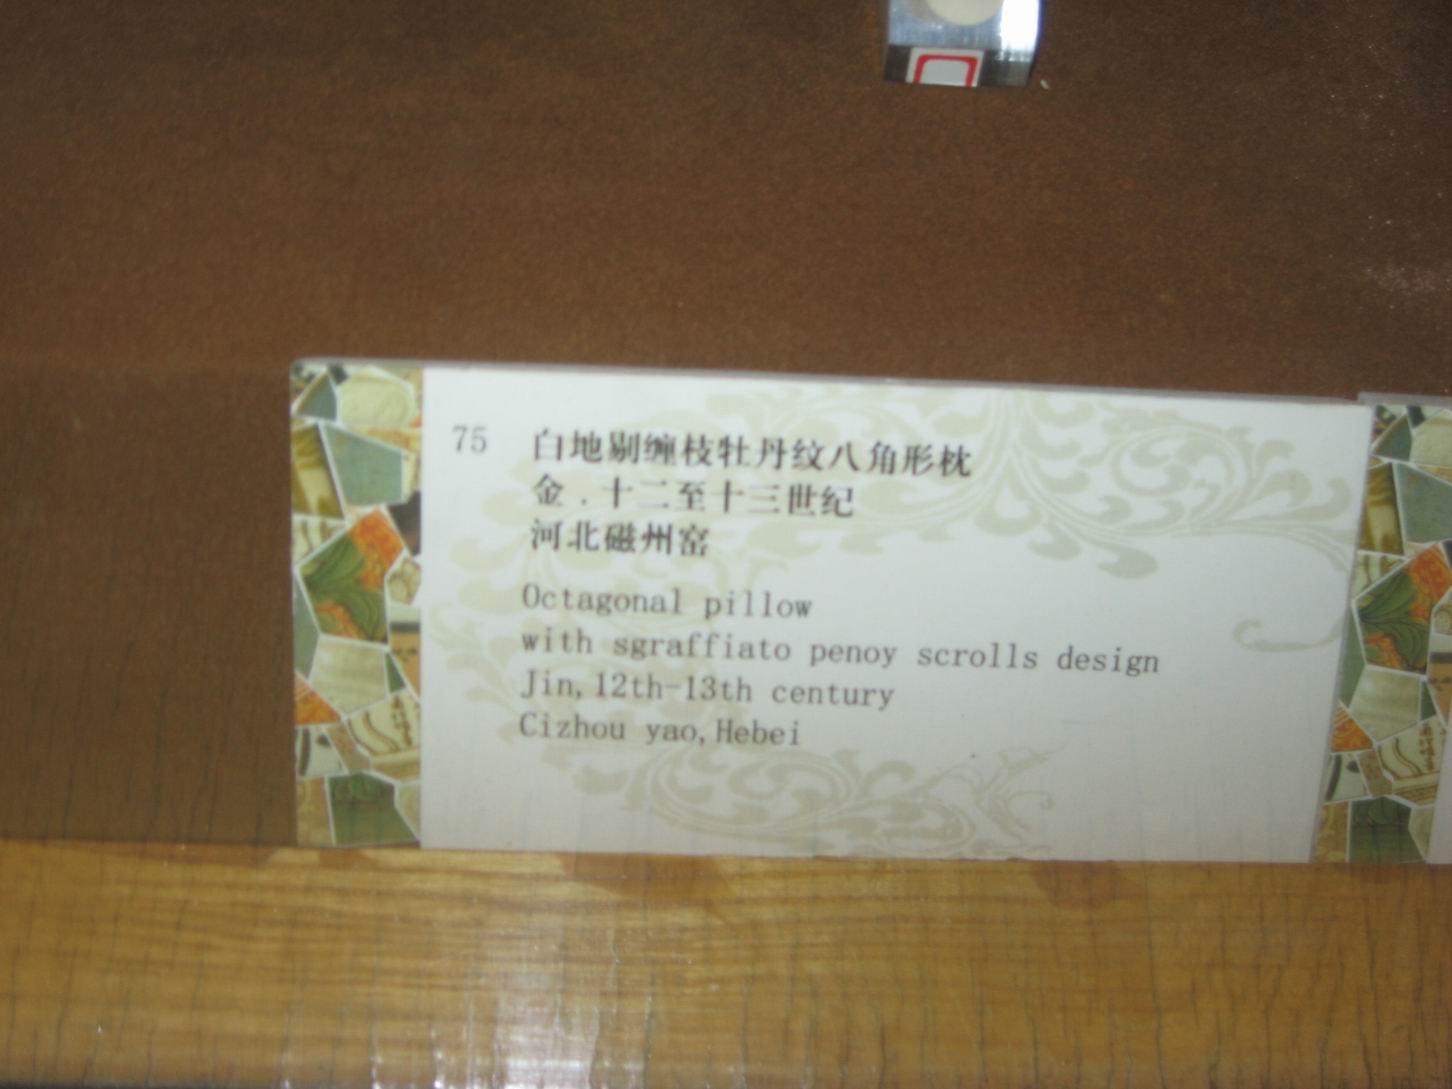 75 白地剔缠枝牡丹纹八角形枕
金.十二至十三世纪
河北磁州窑
Octagonal pillow
with sgraffiato penoy scrolls design
Jin,12th-13th century
Cizhou yao,Hebei